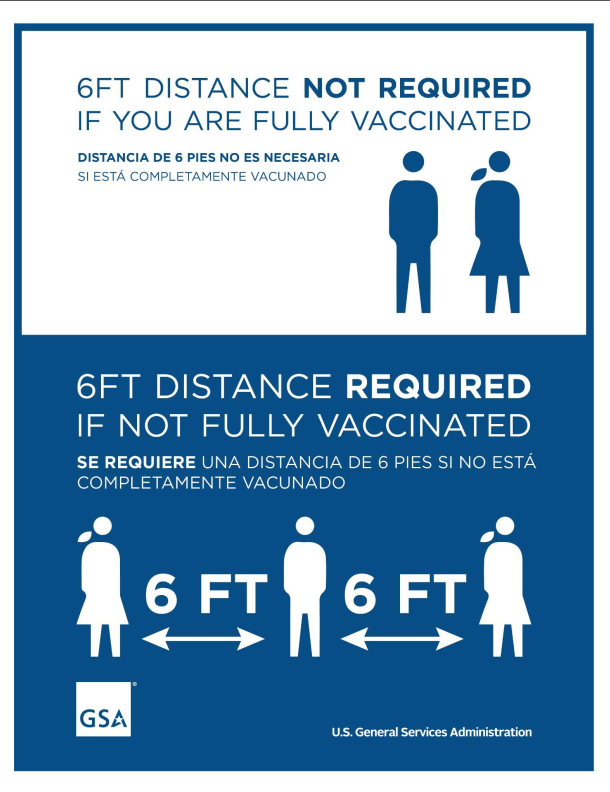 6FT DISTANCE NOT REQUIRED
IF YOU ARE FULLY VACCINATED
DISTANCIA DE 6 PIES NO ES NECESARIA
SI ESTÁ COMPLETAMENTE VACUNADO
6FT DISTANCE REQUIRED
IF NOT FULLY VACCINATED
SE REQUIERE UNA DISTANCIA DE 6 PIES SI NO ESTÁ
COMPLETAMENTE VACUNADO
6 FT 6 FT
GSA®
U.S. General Services Administration